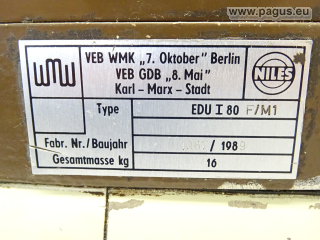 www.pagus.eu
WMW
VEB WMK „7. Oktober" Berlin
VEB GDB „8. Mai"
Karl - Marx - Stadt
NILES
Type EDU I 80 F/M1
Fabr. Nr./Baujahr / 1989
Gesamtmasse kg 16